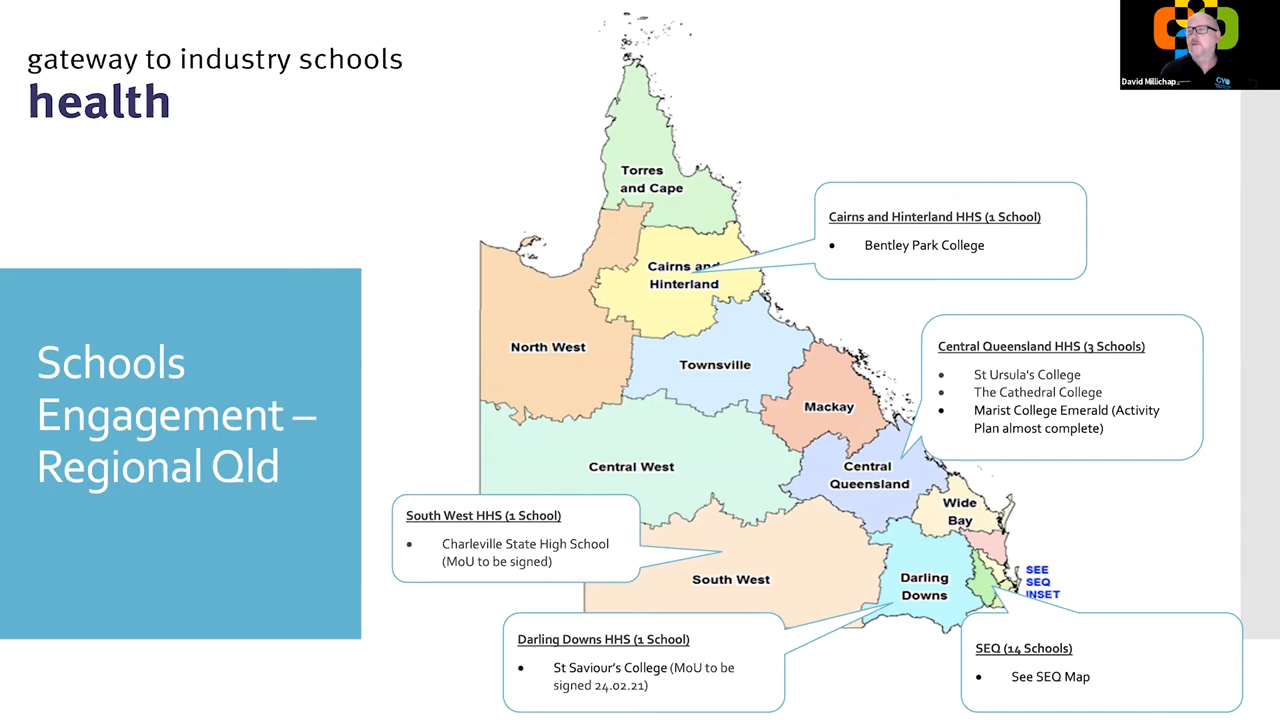 gateway to industry schools
health
David Millichap
CYO
Schools
Engagement –
Regional Qld
Torres
and Cape
Cairns and
Hinterland
North West
Townsville
Mackay
Central West
Central
Queensland
Wide
Bay
South West
Darling
Downs
SEE
SEQ
INSET
Cairns and Hinterland HHS (1 School)
• Bentley Park College
Central Queensland HHS (3 Schools)
• St Ursula's College
• The Cathedral College
• Marist College Emerald (Activity
Plan almost complete)
South West HHS (1 School)
• Charleville State High School
(MoU to be signed)
Darling Downs HHS (1 School)
• St Saviour's College (MoU to be
signed 24.02.21)
SEQ (14 Schools)
• See SEQ Map